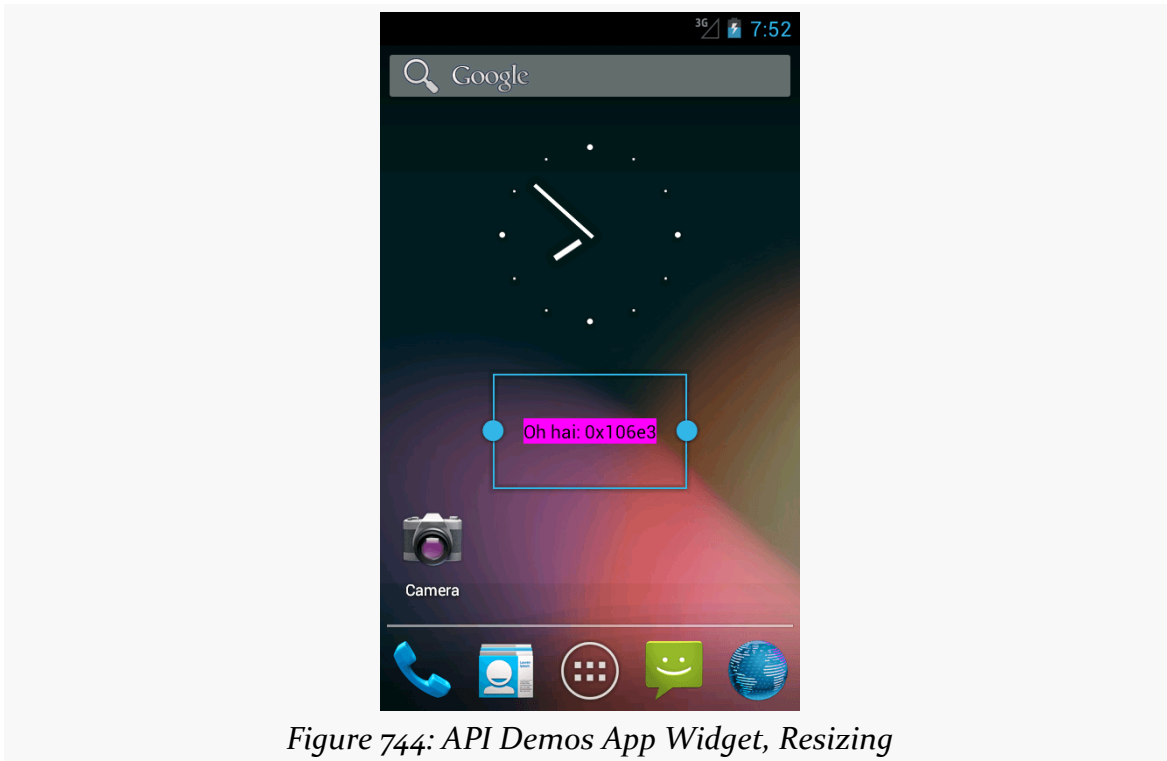 3G 7:52
Google
Oh hai: 0x106e3
Camera
Figure 744: API Demos App Widget, Resizing